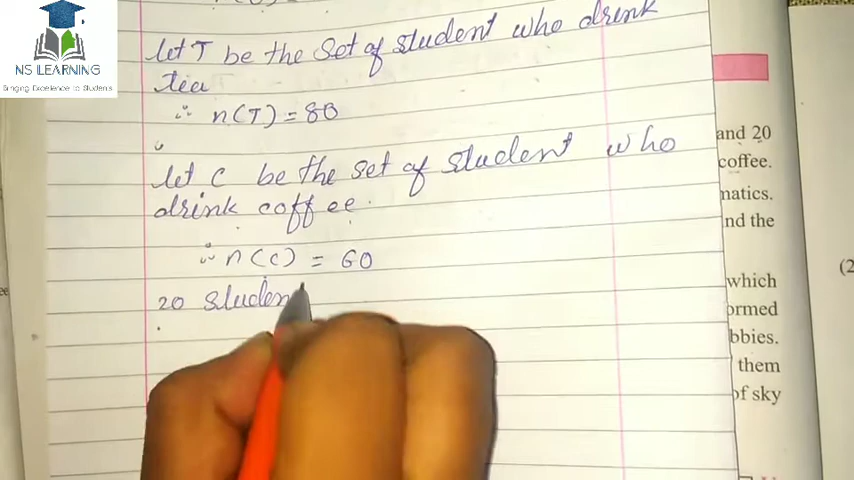 NS LEARNING
Bringing Excellence to Students
let T be the set of student who drink
tea
∴ n(T) = 80
let C be the set of student who
drink coffee.
∴ n(C) = 60
20 studen
and 20
coffee.
matics.
nd the
which
ormed
bbies.
them
of sky
(2